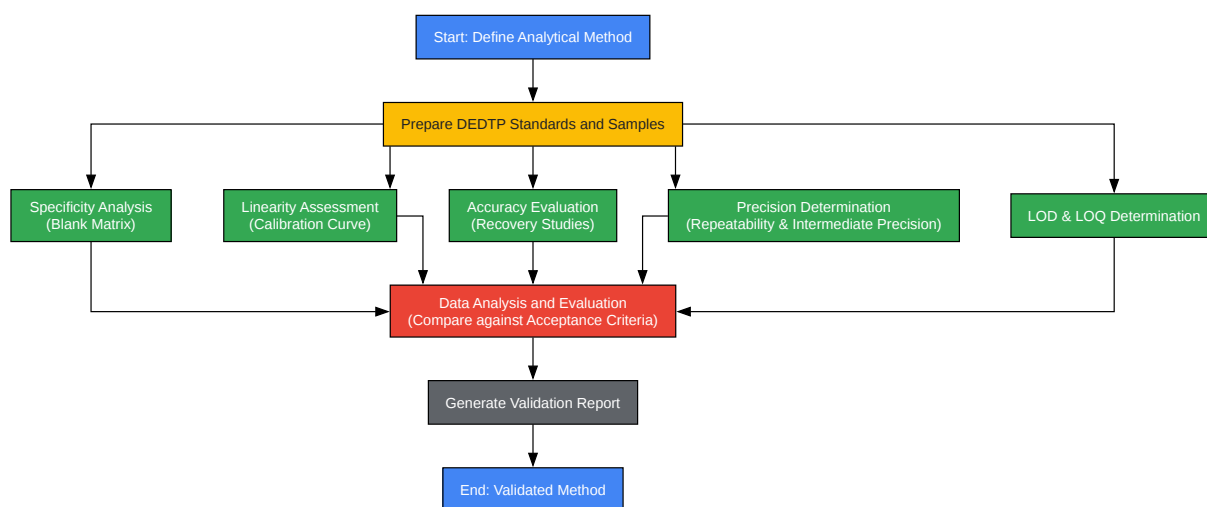 Start: Define Analytical Method
Prepare DEDTP Standards and Samples
Specificity Analysis
(Blank Matrix)
Linearity Assessment
(Calibration Curve)
Accuracy Evaluation
(Recovery Studies)
Precision Determination
(Repeatability & Intermediate Precision)
LOD & LOQ Determination
Data Analysis and Evaluation
(Compare against Acceptance Criteria)
Generate Validation Report
End: Validated Method